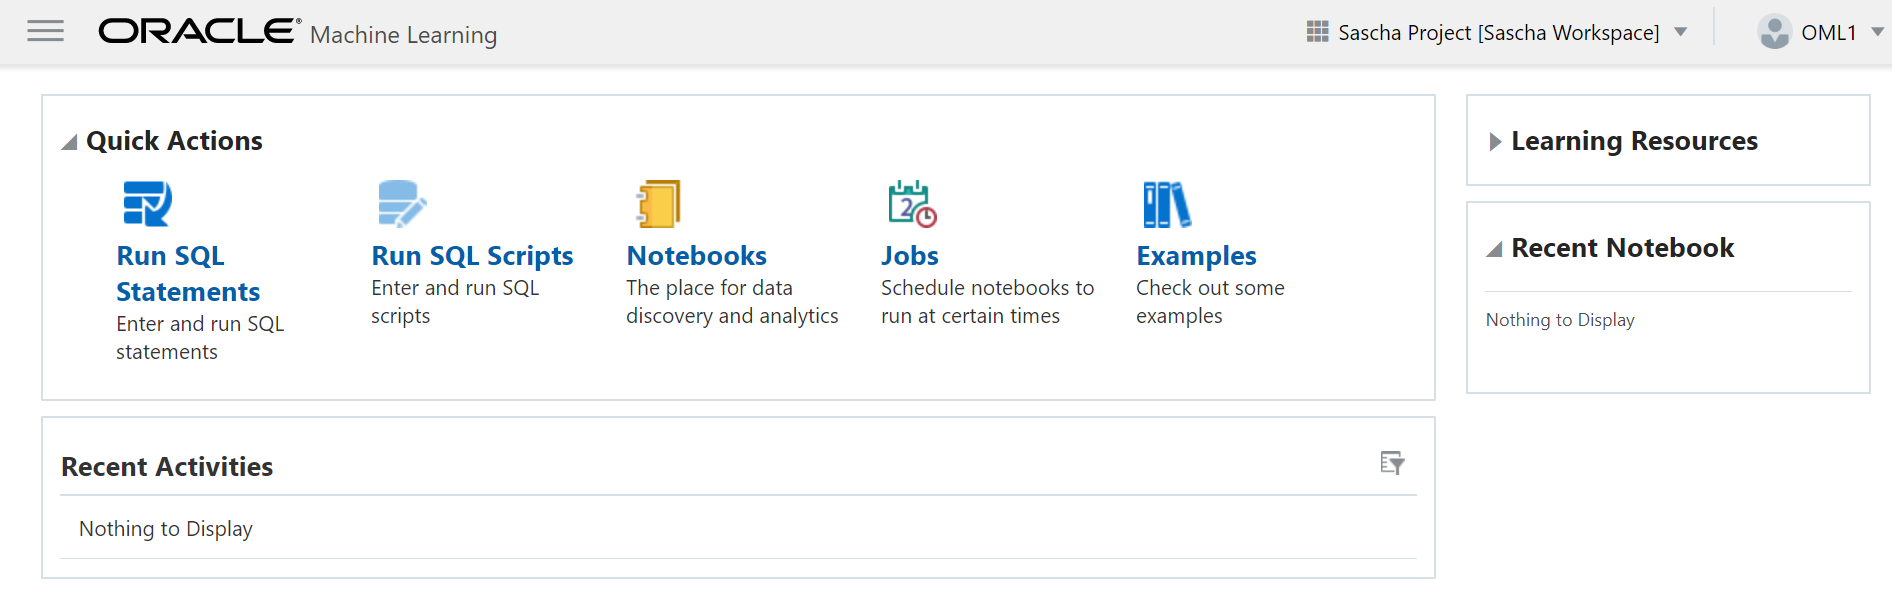 ORACLE® Machine Learning
Sascha Project [Sascha Workspace]
OML1
Quick Actions
Run SQL
Statements
Enter and run SQL
statements
Run SQL Scripts
Enter and run SQL
scripts
Notebooks
The place for data
discovery and analytics
2
Jobs
Schedule notebooks to
run at certain times
Examples
Check out some
examples
Learning Resources
Recent Notebook
Nothing to Display
Recent Activities
Nothing to Display